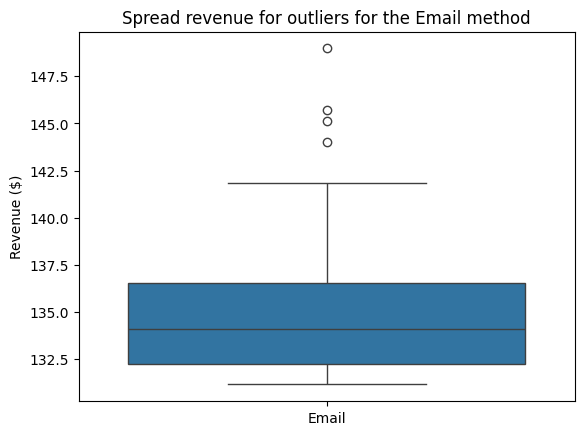 Spread revenue for outliers for the Email method
147.5
145.0
142.5
140.0
137.5
135.0
132.5
Revenue ($)
Email